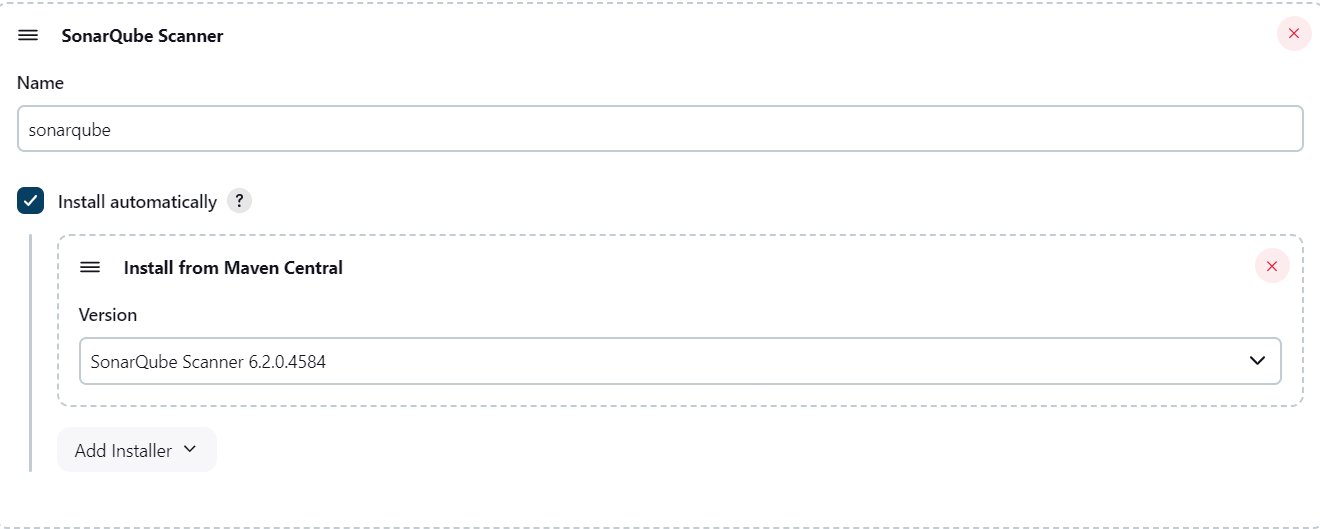 SonarQube Scanner
Name
sonarqube
Install automatically ?
Install from Maven Central
Version
SonarQube Scanner 6.2.0.4584
Add Installer